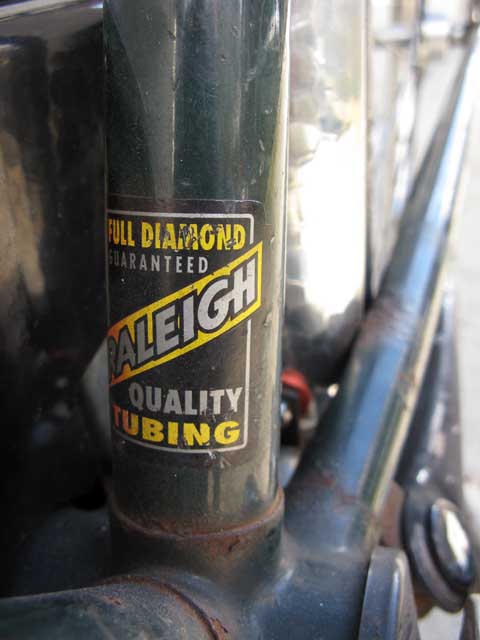 FULL DIAMOND
GUARANTEED
RALEIGH
QUALITY
TUBING